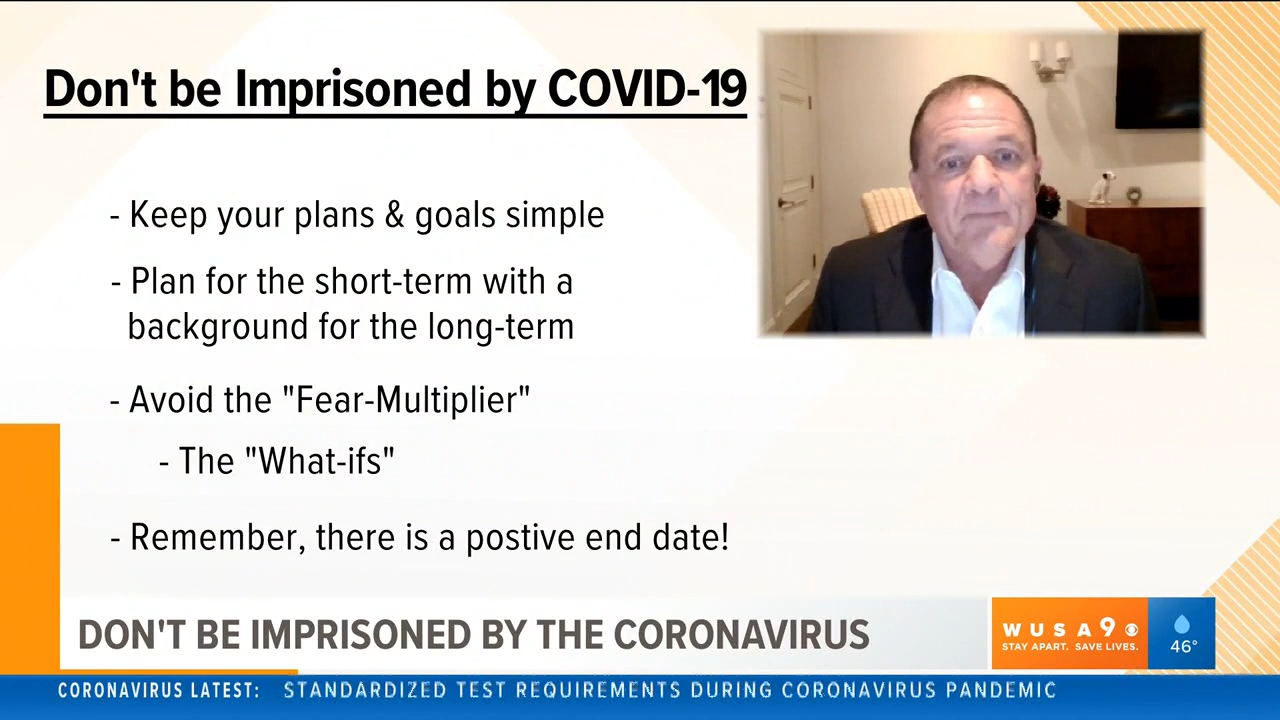 Don't be Imprisoned by COVID-19
- Keep your plans & goals simple
- Plan for the short-term with a
background for the long-term
- Avoid the "Fear-Multiplier"
- The "What-ifs"
- Remember, there is a postive end date!
DON'T BE IMPRISONED BY THE CORONAVIRUS
WUSA9
STAY APART. SAVE LIVES.
46°
CORONAVIRUS LATEST: STANDARDIZED TEST REQUIREMENTS DURING CORONAVIRUS PANDEMIC